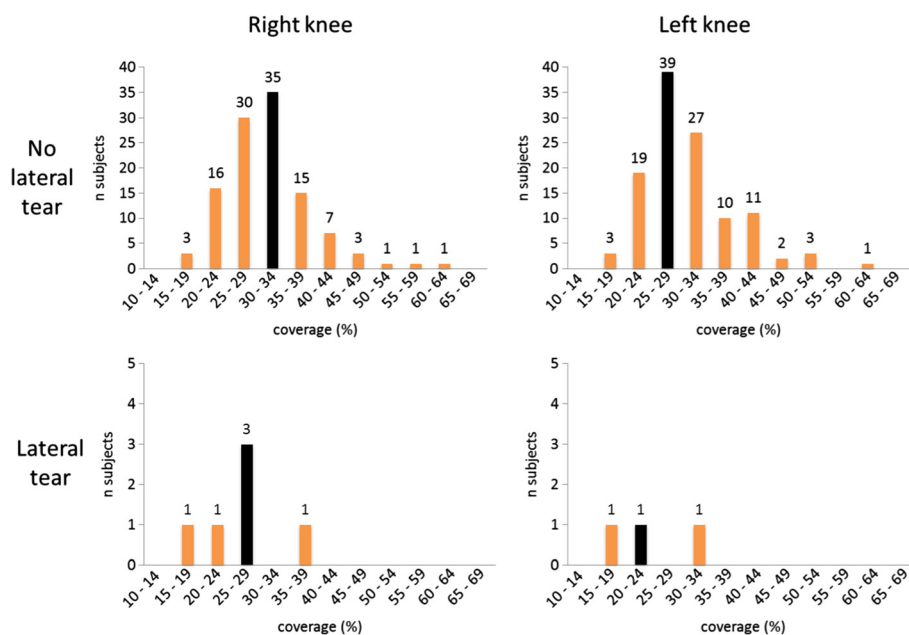 Right knee
Left knee
No
lateral
tear
n subjects
40
35
30
25
20
15
10
5
0
3
16
30
35
15
7
3
1
1
1
10 - 14
15 - 19
20 - 24
25 - 29
30 - 34
35 - 39
40 - 44
45 - 49
50 - 54
55 - 59
60 - 64
65 - 69
coverage (%)
n subjects
40
35
30
25
20
15
10
5
0
3
19
39
27
10
11
2
3
1
10 - 14
15 - 19
20 - 24
25 - 29
30 - 34
35 - 39
40 - 44
45 - 49
50 - 54
55 - 59
60 - 64
65 - 69
coverage (%)
Lateral
tear
n subjects
5
4
3
2
1
0
1
1
3
1
10 - 14
15 - 19
20 - 24
25 - 29
30 - 34
35 - 39
40 - 44
45 - 49
50 - 54
55 - 59
60 - 64
65 - 69
coverage (%)
n subjects
5
4
3
2
1
0
1
1
1
10 - 14
15 - 19
20 - 24
25 - 29
30 - 34
35 - 39
40 - 44
45 - 49
50 - 54
55 - 59
60 - 64
65 - 69
coverage (%)